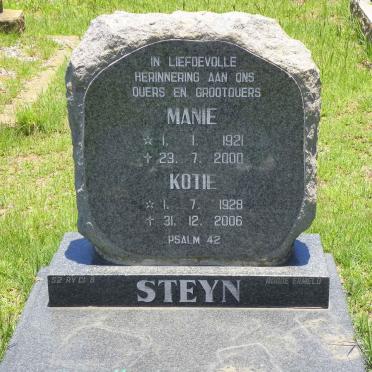 IN LIEFDEVOLLE
HERINNERING AAN ONS
OUERS EN GROOTOUERS
MANIE
☆ 1. 1. 1921
✝ 23. 7. 2000
KOTIE
☆ 1. 7. 1928
✝ 31. 12. 2006
PSALM 42
STEYN
ERMELO